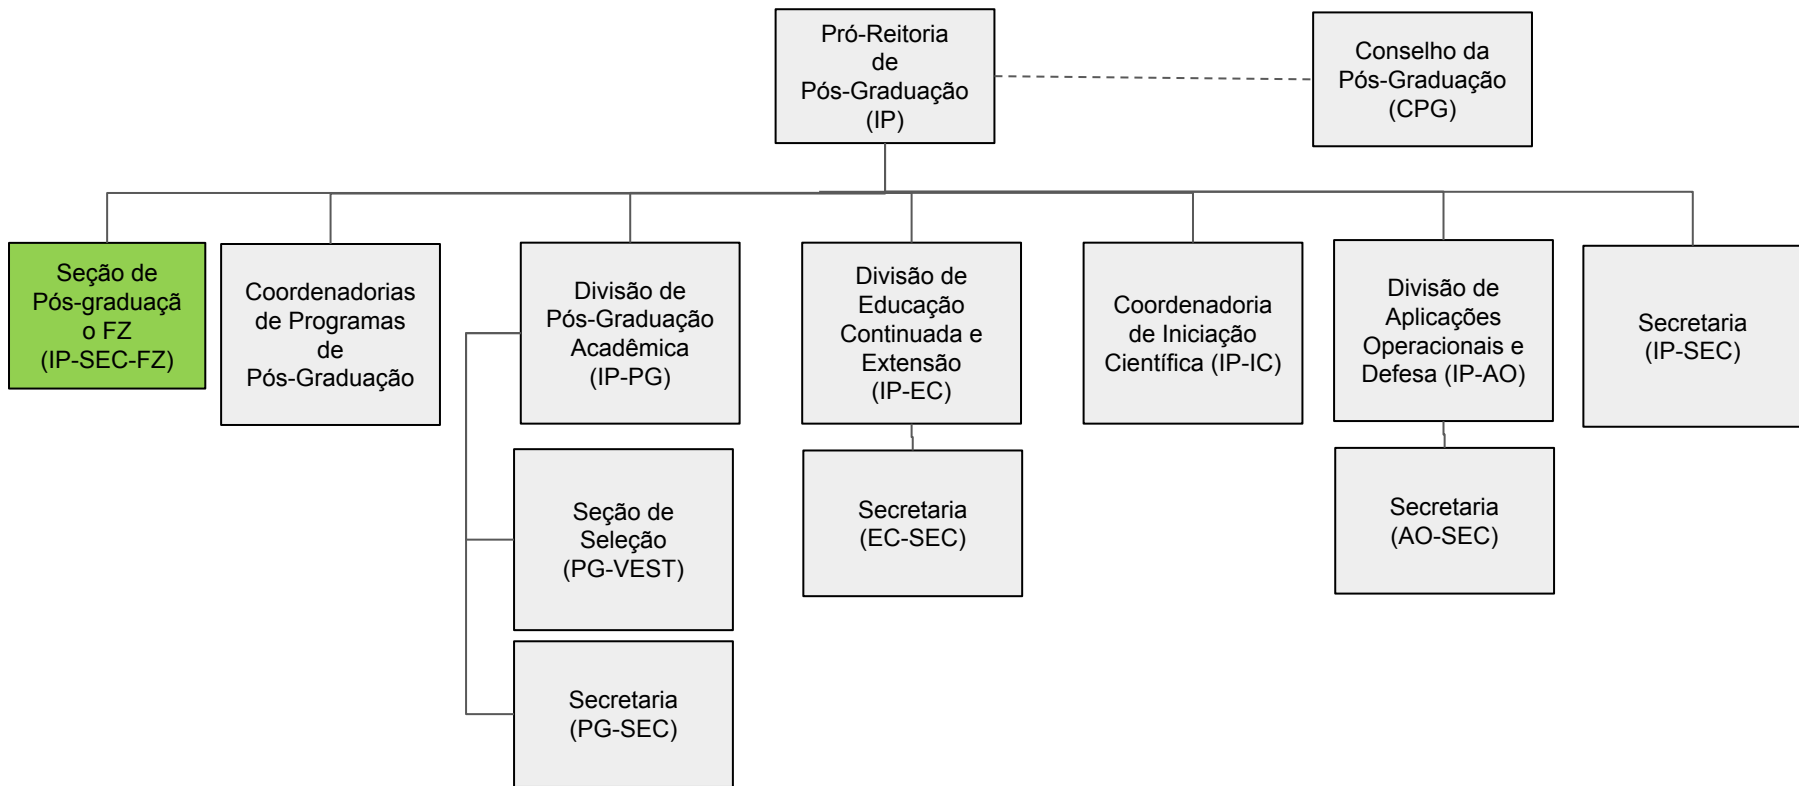 Pró-Reitoria
de
Pós-Graduação
(IP)
Conselho da
Pós-Graduação
(CPG)
Seção de
Pós-graduaçã
o FZ
(IP-SEC-FZ)
Coordenadorias
de Programas
de
Pós-Graduação
Divisão de
Pós-Graduação
Acadêmica
(IP-PG)
Divisão de
Educação
Continuada e
Extensão
(IP-EC)
Coordenadoria
de Iniciação
Científica (IP-IC)
Divisão de
Aplicações
Operacionais e
Defesa (IP-AO)
Secretaria
(IP-SEC)
Seção de
Seleção
(PG-VEST)
Secretaria
(EC-SEC)
Secretaria
(AO-SEC)
Secretaria
(PG-SEC)